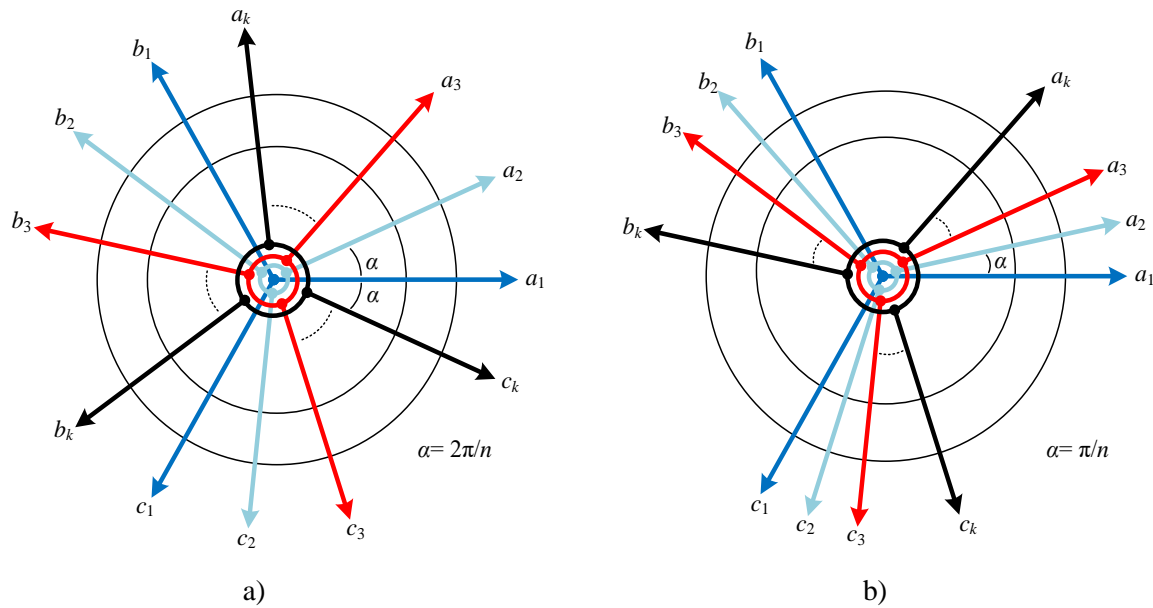 a_k
b_1
a_3
b_2
a_2
b_3
α
a_1
α
c_k
b_k
α= 2π/n
c_1
c_2
c_3
a)
b_1
a_k
b_2
b_3
a_3
a_2
b_k
α
a_1
α= π/n
c_1
c_2
c_3
c_k
b)